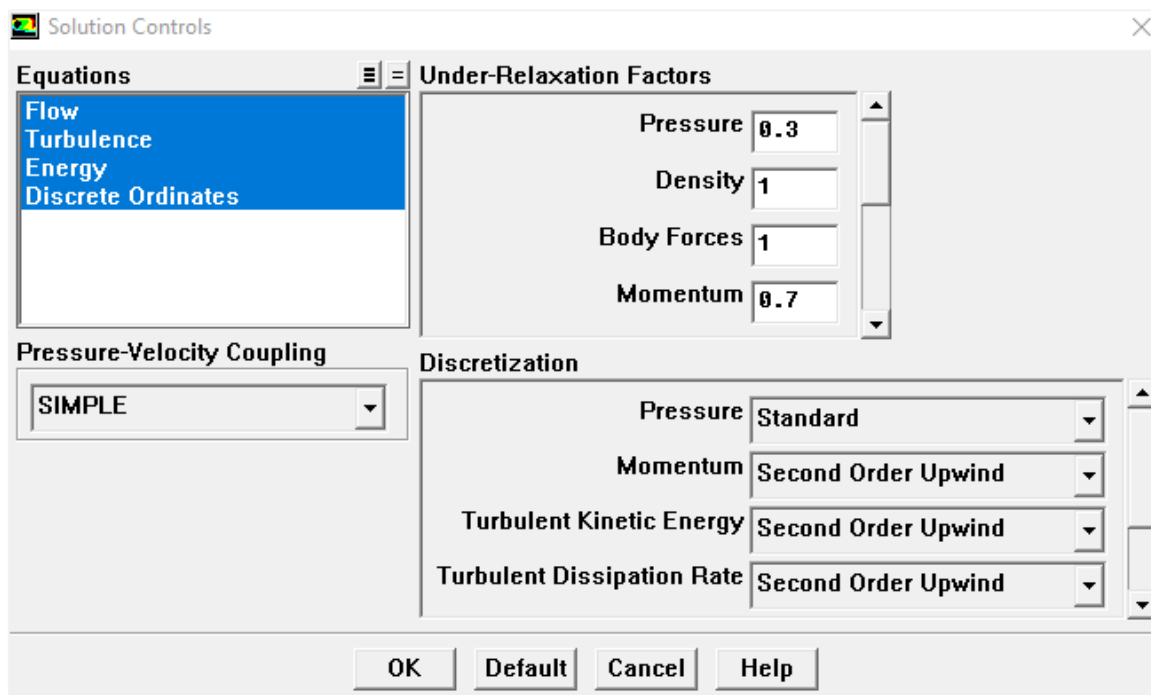 Solution Controls
Equations
Flow
Turbulence
Energy
Discrete Ordinates
Pressure-Velocity Coupling
SIMPLE
Under-Relaxation Factors
Pressure 0.3
Density 1
Body Forces 1
Momentum 0.7
Discretization
Pressure Standard
Momentum Second Order Upwind
Turbulent Kinetic Energy Second Order Upwind
Turbulent Dissipation Rate Second Order Upwind
OK Default Cancel Help